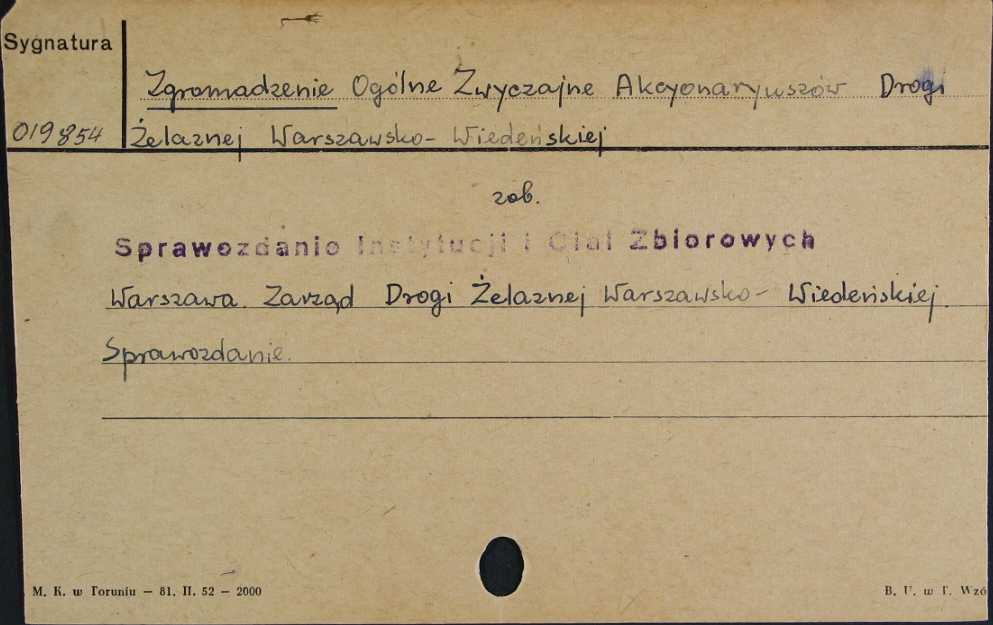 Sygnatura
Zgromadzenie Ogólne Zwyczajne Akcyonaryuszów Drogi
019854 Żelaznej Warszawsko- Wiedeńskiej
zob.
Sprawozdanie Instytucji i Ciał Zbiorowych
Warszawa. Zarząd Drogi Żelaznej Warszawsko- Wiedeńskiej.
Sprawozdanie.
M. K. w Toruniu — 81. II. 52 — 2000
B. U. w T. Wzó